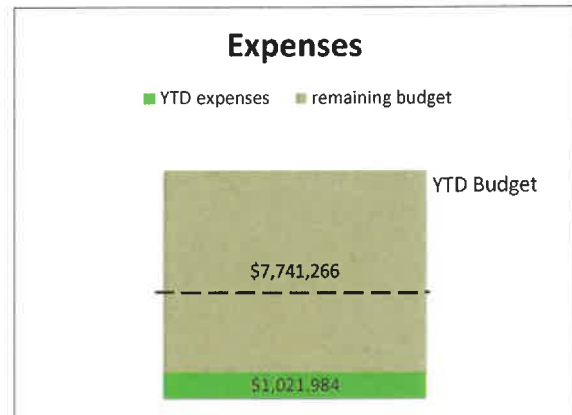 Expenses
YTD expenses remaining budget
YTD Budget
$7,741,266
$1,021,984